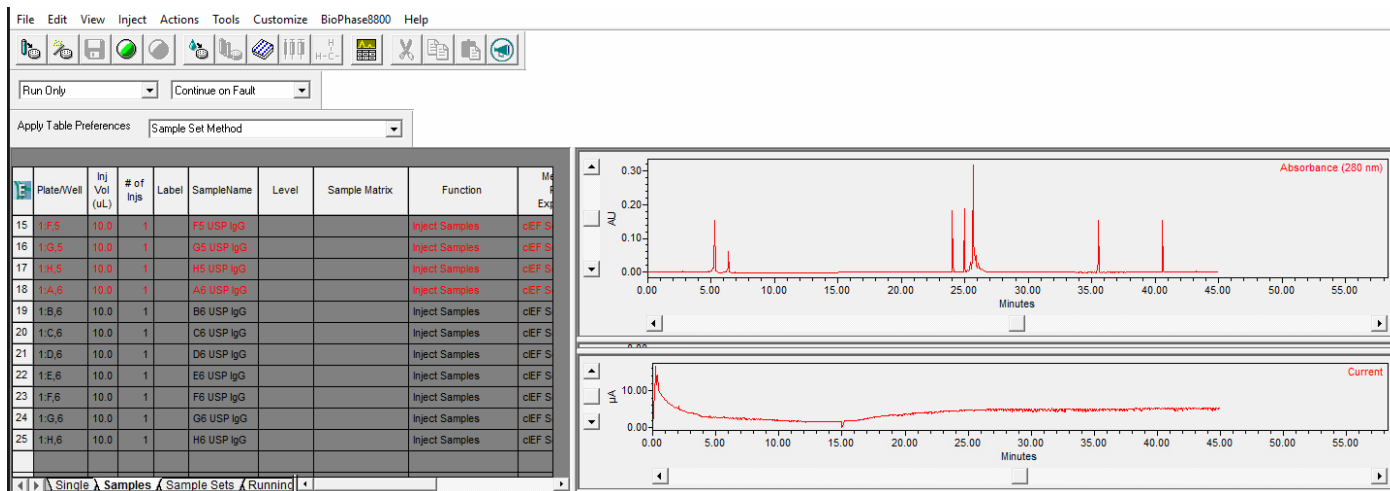 File Edit View Inject Actions Tools Customize BioPhase8800 Help
H
H-C-
Run Only Continue on Fault
Apply Table Preferences Sample Set Method
Plate/Well Inj Vol (uL) # of Injs Label SampleName Level Sample Matrix Function
15 1:F,5 10.0 1 F5 USP IgG Inject Samples cIEF S
16 1:G,5 10.0 1 G5 USP IgG Inject Samples cIEF S
17 1:H,5 10.0 1 H5 USP IgG Inject Samples cIEF S
18 1:A,6 10.0 1 A6 USP IgG Inject Samples cIEF S
19 1:B,6 10.0 1 B6 USP IgG Inject Samples cIEF S
20 1:C,6 10.0 1 C6 USP IgG Inject Samples cIEF S
21 1:D,6 10.0 1 D6 USP IgG Inject Samples cIEF S
22 1:E,6 10.0 1 E6 USP IgG Inject Samples cIEF S
23 1:F,6 10.0 1 F6 USP IgG Inject Samples cIEF S
24 1:G,6 10.0 1 G6 USP IgG Inject Samples cIEF S
25 1:H,6 10.0 1 H6 USP IgG Inject Samples cIEF S
Single Samples Sample Sets Running
Absorbance (280 nm)
AU
0.30
0.20
0.10
0.00
0.00 5.00 10.00 15.00 20.00 25.00 30.00 35.00 40.00 45.00 50.00 55.00
Minutes
Current
µA
10.00
0.00
0.00 5.00 10.00 15.00 20.00 25.00 30.00 35.00 40.00 45.00 50.00 55.00
Minutes